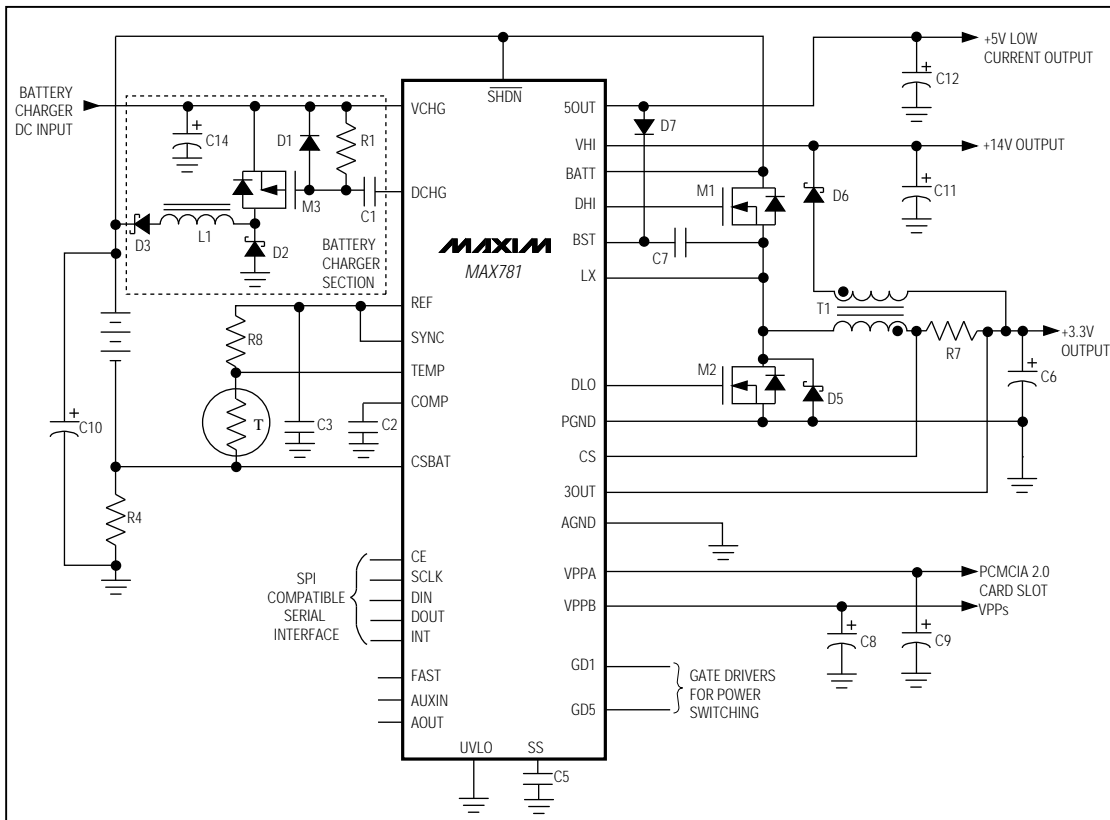 +5V LOW
CURRENT OUTPUT
C12
BATTERY
CHARGER
DC INPUT
C14
D1
R1
M3
C1
D3
L1
D2
BATTERY
CHARGER
SECTION
SHDN
VCHG
DCHG
REF
SYNC
TEMP
COMP
CSBAT
CE
SCLK
DIN
DOUT
INT
FAST
AUXIN
AOUT
UVLO
SS
MAXIM
MAX781
5OUT
VHI
BATT
DHI
BST
LX
DLO
PGND
CS
3OUT
AGND
VPPA
VPPB
GD1
GD5
D7
+14V OUTPUT
M1
D6
C11
C7
T1
R7
+3.3V
OUTPUT
M2
D5
C6
R8
T
C3
C2
C10
R4
SPI
COMPATIBLE
SERIAL
INTERFACE
PCMCIA 2.0
CARD SLOT
VPPs
C8
C9
GATE DRIVERS
FOR POWER
SWITCHING
C5